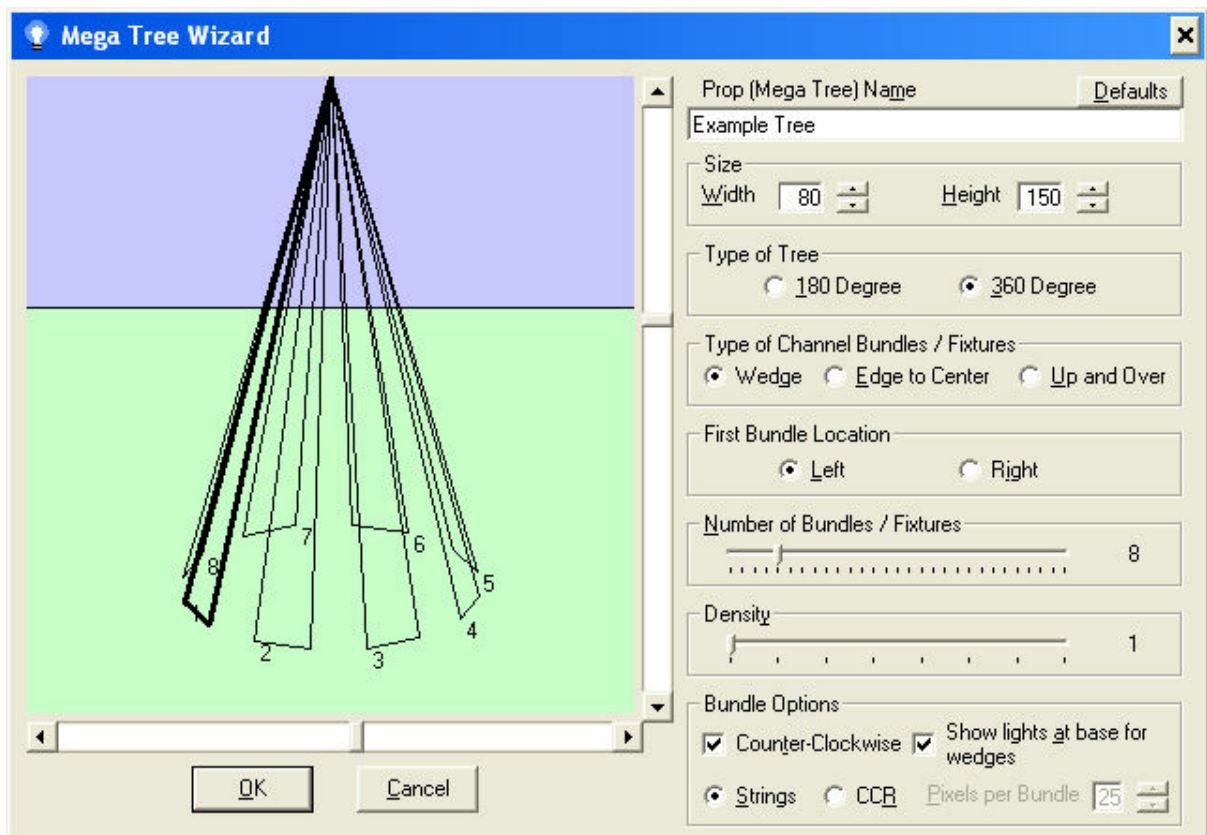 Mega Tree Wizard
Prop (Mega Tree) Name
Defaults
Example Tree
Size
Width 80 Height 150
Type of Tree
180 Degree 360 Degree
Type of Channel Bundles / Fixtures
Wedge Edge to Center Up and Over
First Bundle Location
Left Right
Number of Bundles / Fixtures
8
Density
1
Bundle Options
Counter-Clockwise Show lights at base for
wedges
Strings CCR Pixels per Bundle 25
7
6
8
5
1
4
2
3
OK Cancel